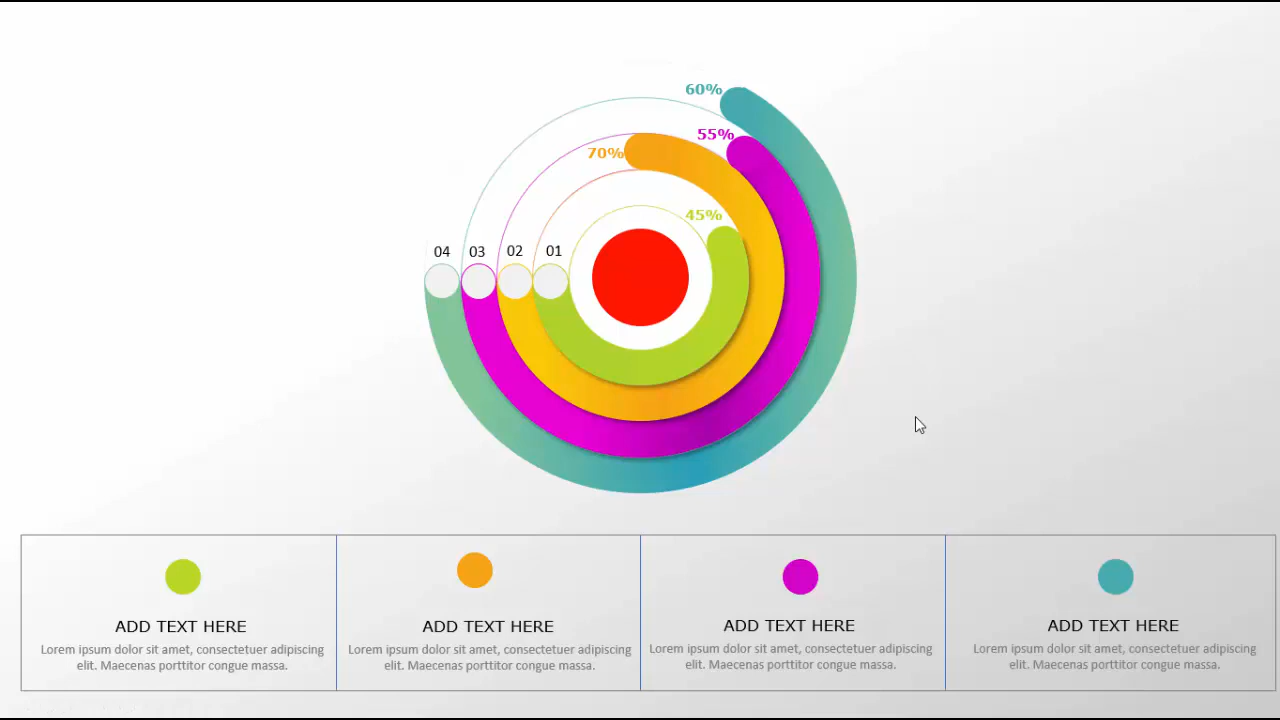 60%
55%
70%
45%
04 03 02 01
ADD TEXT HERE
Lorem ipsum dolor sit amet, consectetuer adipiscing
elit. Maecenas porttitor congue massa.
ADD TEXT HERE
Lorem ipsum dolor sit amet, consectetuer adipiscing
elit. Maecenas porttitor congue massa.
ADD TEXT HERE
Lorem ipsum dolor sit amet, consectetuer adipiscing
elit. Maecenas porttitor congue massa.
ADD TEXT HERE
Lorem ipsum dolor sit amet, consectetuer adipiscing
elit. Maecenas porttitor congue massa.